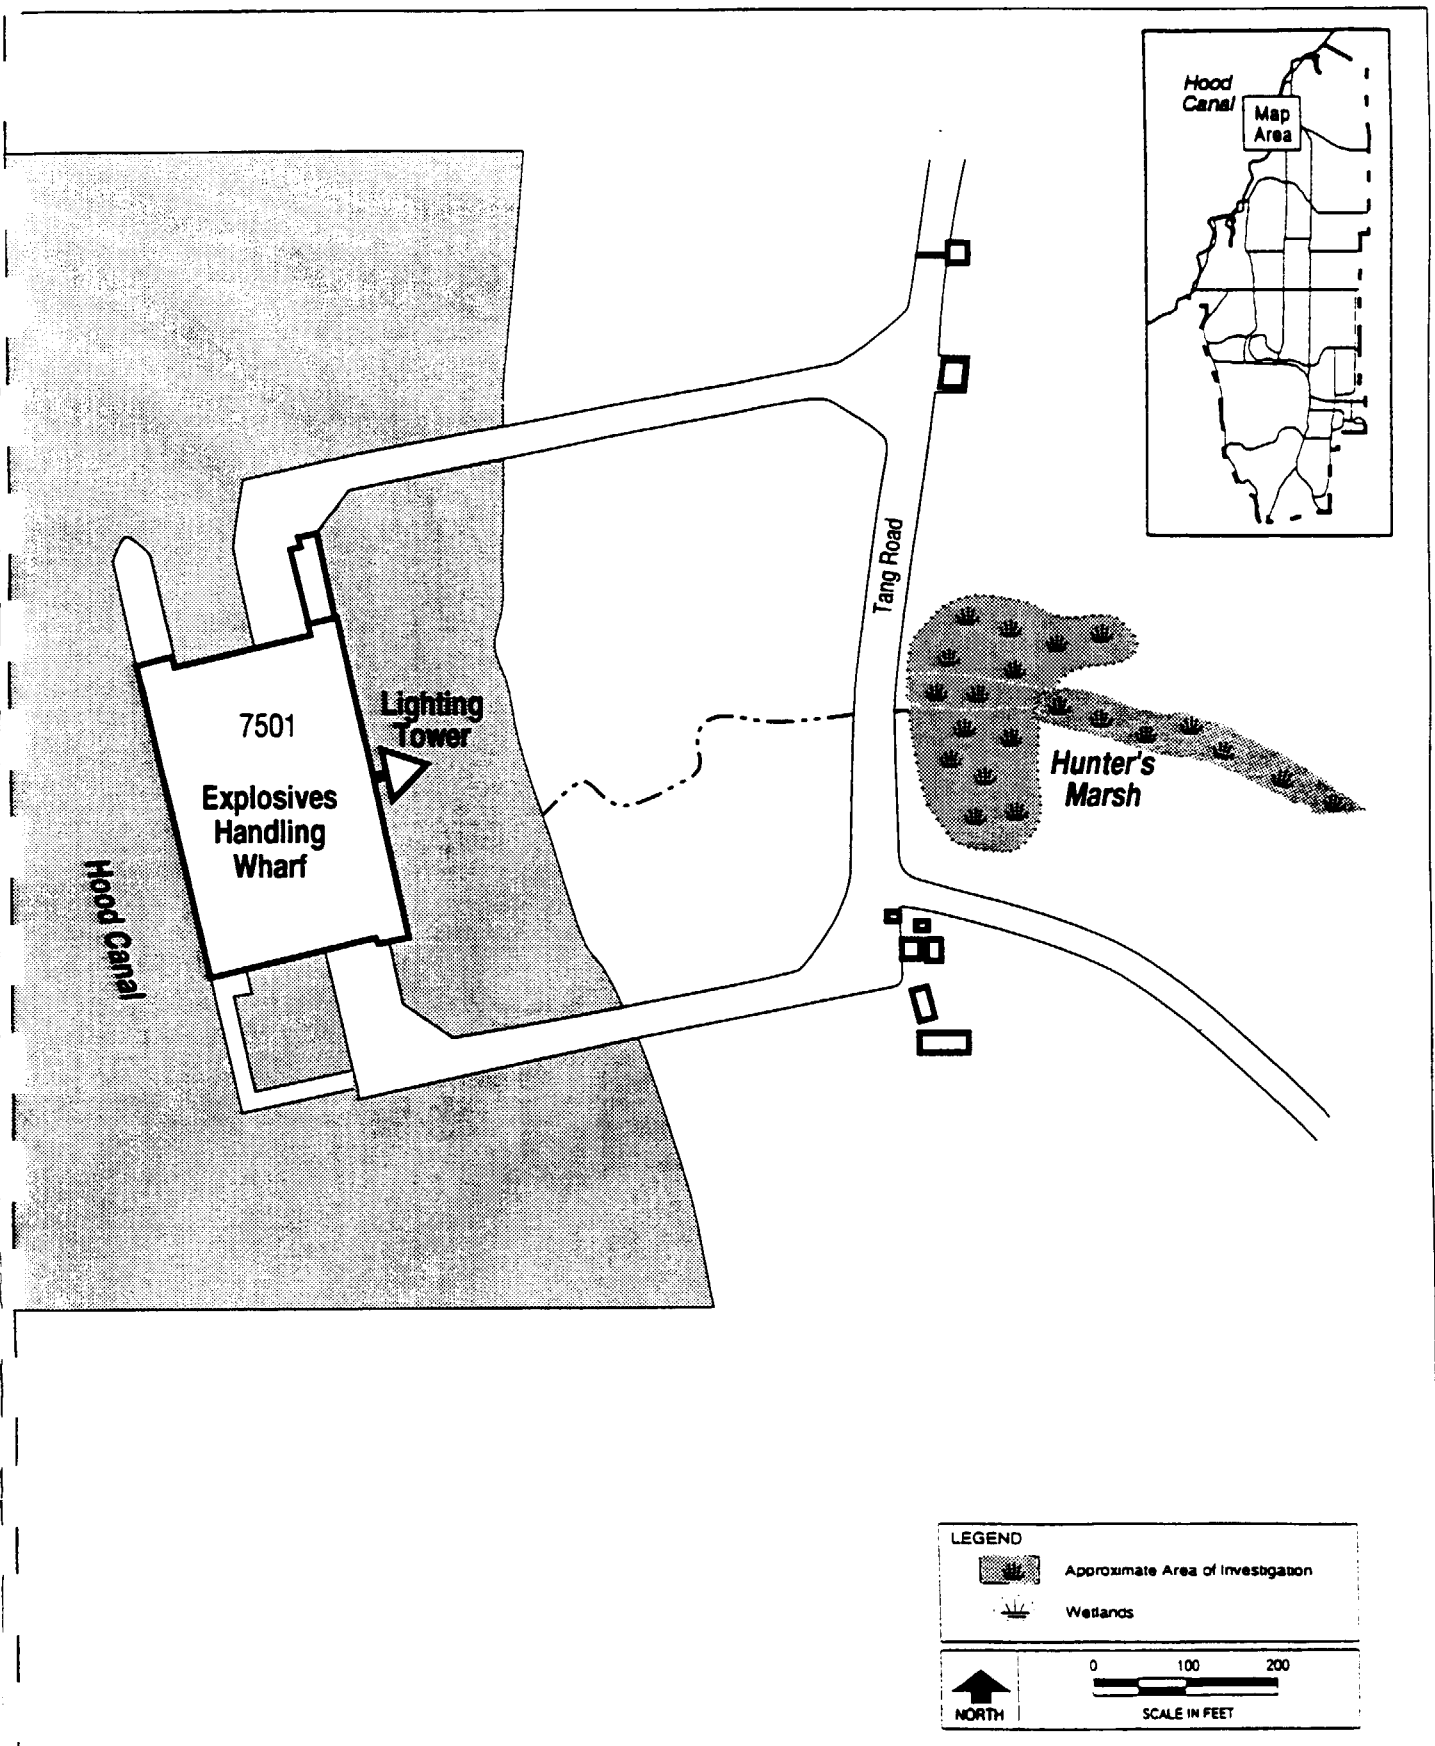 Hood
Canal
Map
Area
Tang Road
Lighting
Tower
7501
Explosives
Handling
Wharf
Hunter's
Marsh
Hood Canal
LEGEND
Approximate Area of Investigation
Wetlands
0 100 200
NORTH
SCALE IN FEET